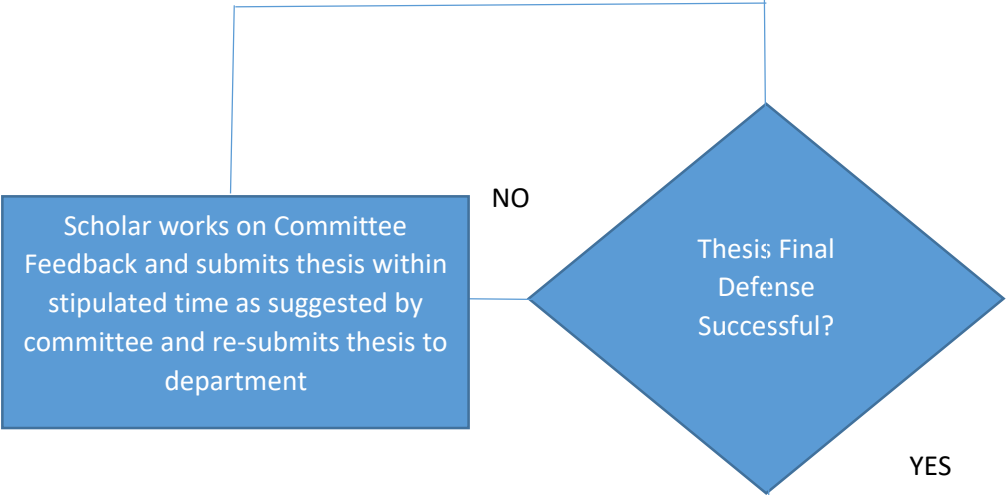 NO
Scholar works on Committee
Feedback and submits thesis within
stipulated time as suggested by
committee and re-submits thesis to
department
Thesis Final
Defense
Successful?
YES